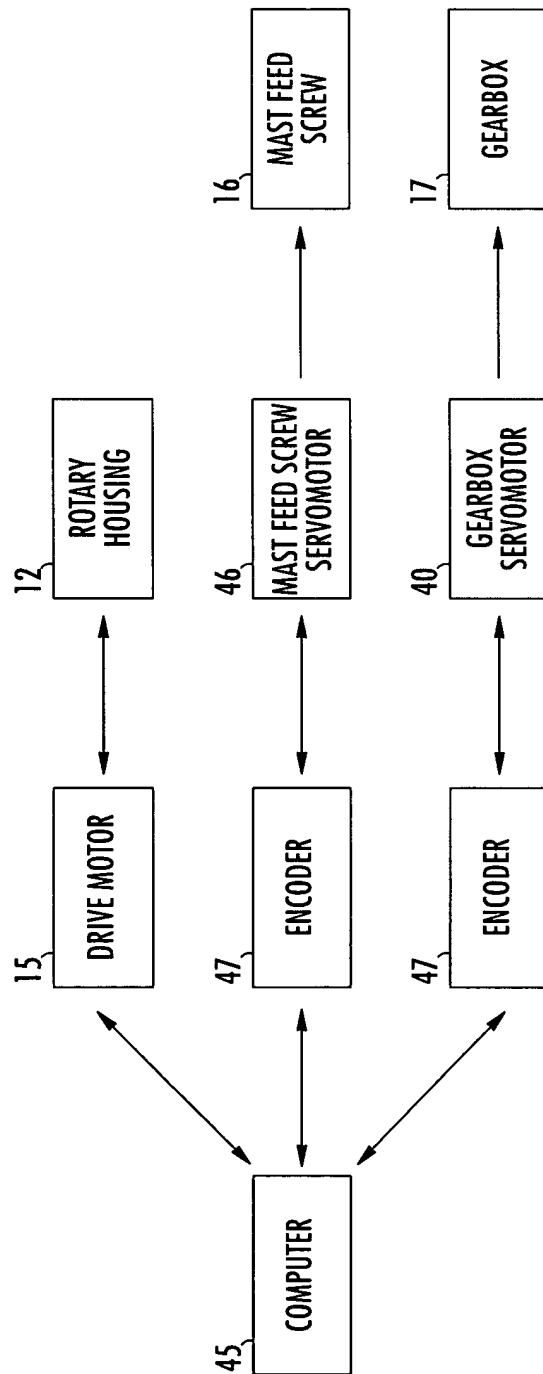 45
COMPUTER
15
DRIVE MOTOR
12
ROTARY
HOUSING
47
ENCODER
46
MAST FEED SCREW
SERVOMOTOR
16
MAST FEED
SCREW
47
ENCODER
40
GEARBOX
SERVOMOTOR
17
GEARBOX